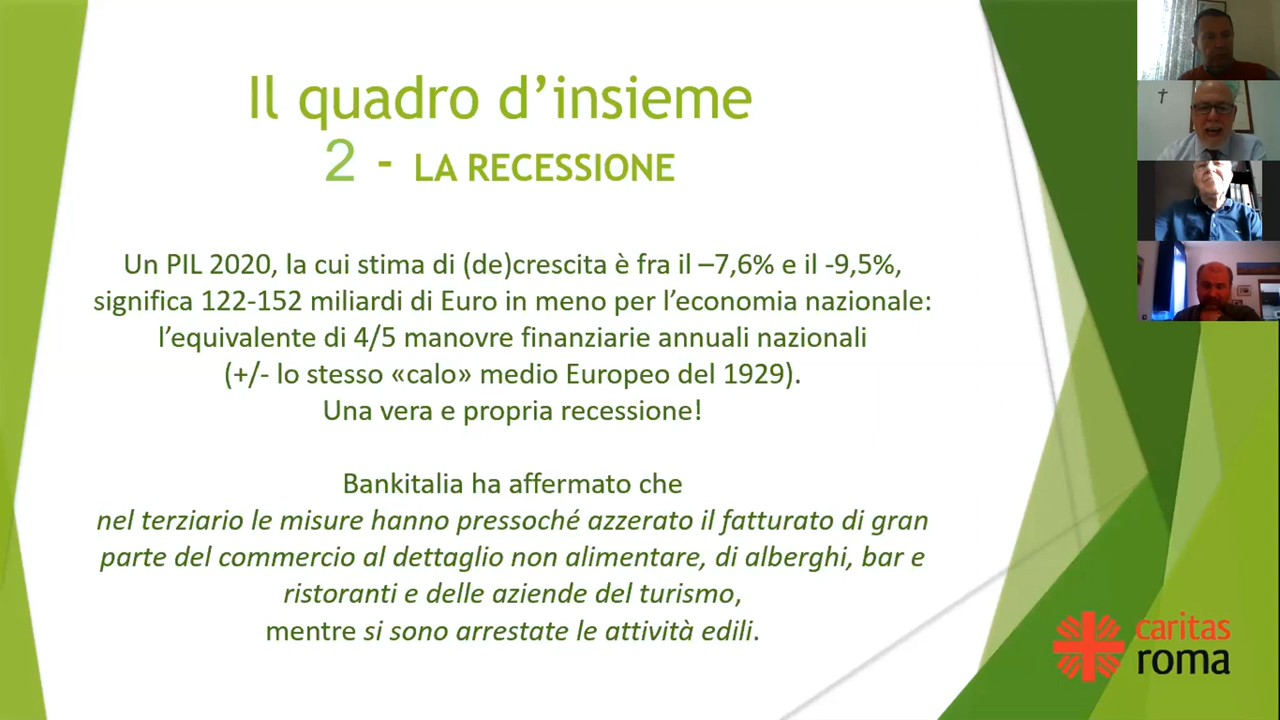 Il quadro d’insieme
2 - LA RECESSIONE
Un PIL 2020, la cui stima di (de)crescita è fra il –7,6% e il -9,5%,
significa 122-152 miliardi di Euro in meno per l’economia nazionale:
l’equivalente di 4/5 manovre finanziarie annuali nazionali
(+/- lo stesso «calo» medio Europeo del 1929).
Una vera e propria recessione!
Bankitalia ha affermato che
nel terziario le misure hanno pressoché azzerato il fatturato di gran
parte del commercio al dettaglio non alimentare, di alberghi, bar e
ristoranti e delle aziende del turismo,
mentre si sono arrestate le attività edili.
caritas
roma